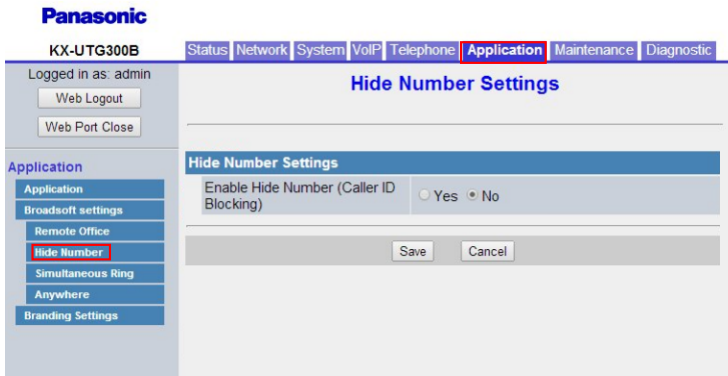 Panasonic
KX-UTG300B
Status Network System VoIP Telephone Application Maintenance Diagnostic
Logged in as: admin
Web Logout
Web Port Close
Application
Application
Broadsoft settings
Remote Office
Hide Number
Simultaneous Ring
Anywhere
Branding Settings
Hide Number Settings
Hide Number Settings
Enable Hide Number (Caller ID
Blocking)
Yes No
Save Cancel